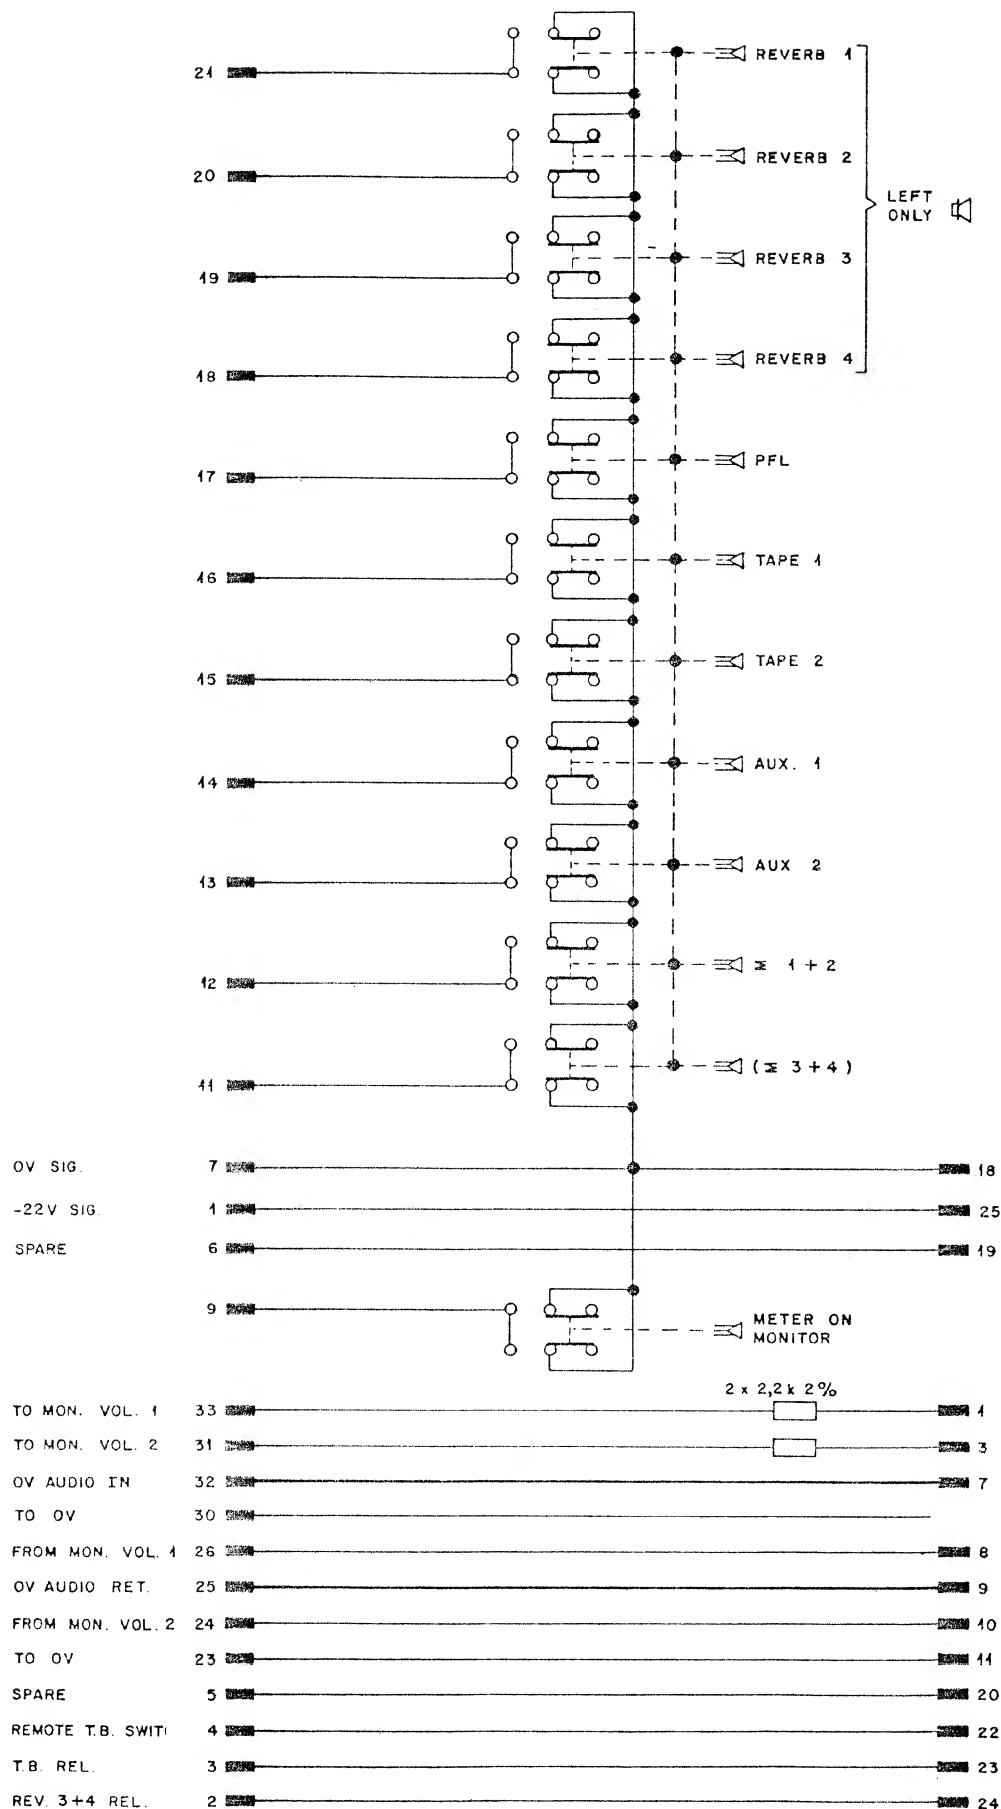 21 REVERB 1
20 REVERB 2
LEFT
ONLY
19 REVERB 3
18 REVERB 4
17 PFL
16 TAPE 1
15 TAPE 2
14 AUX. 1
13 AUX 2
12 Σ 1+2
11 (Σ 3+4)
OV SIG. 7 18
-22V SIG. 1 25
SPARE 6 19
9 METER ON
MONITOR
2 x 2,2k 2%
TO MON. VOL. 1 33 1
TO MON. VOL. 2 31 3
OV AUDIO IN 32 7
TO OV 30
FROM MON. VOL. 1 26 8
OV AUDIO RET. 25 9
FROM MON. VOL. 2 24 10
TO OV 23 11
SPARE 5 20
REMOTE T.B. SWIT 4 22
T.B. REL. 3 23
REV. 3+4 REL. 2 24